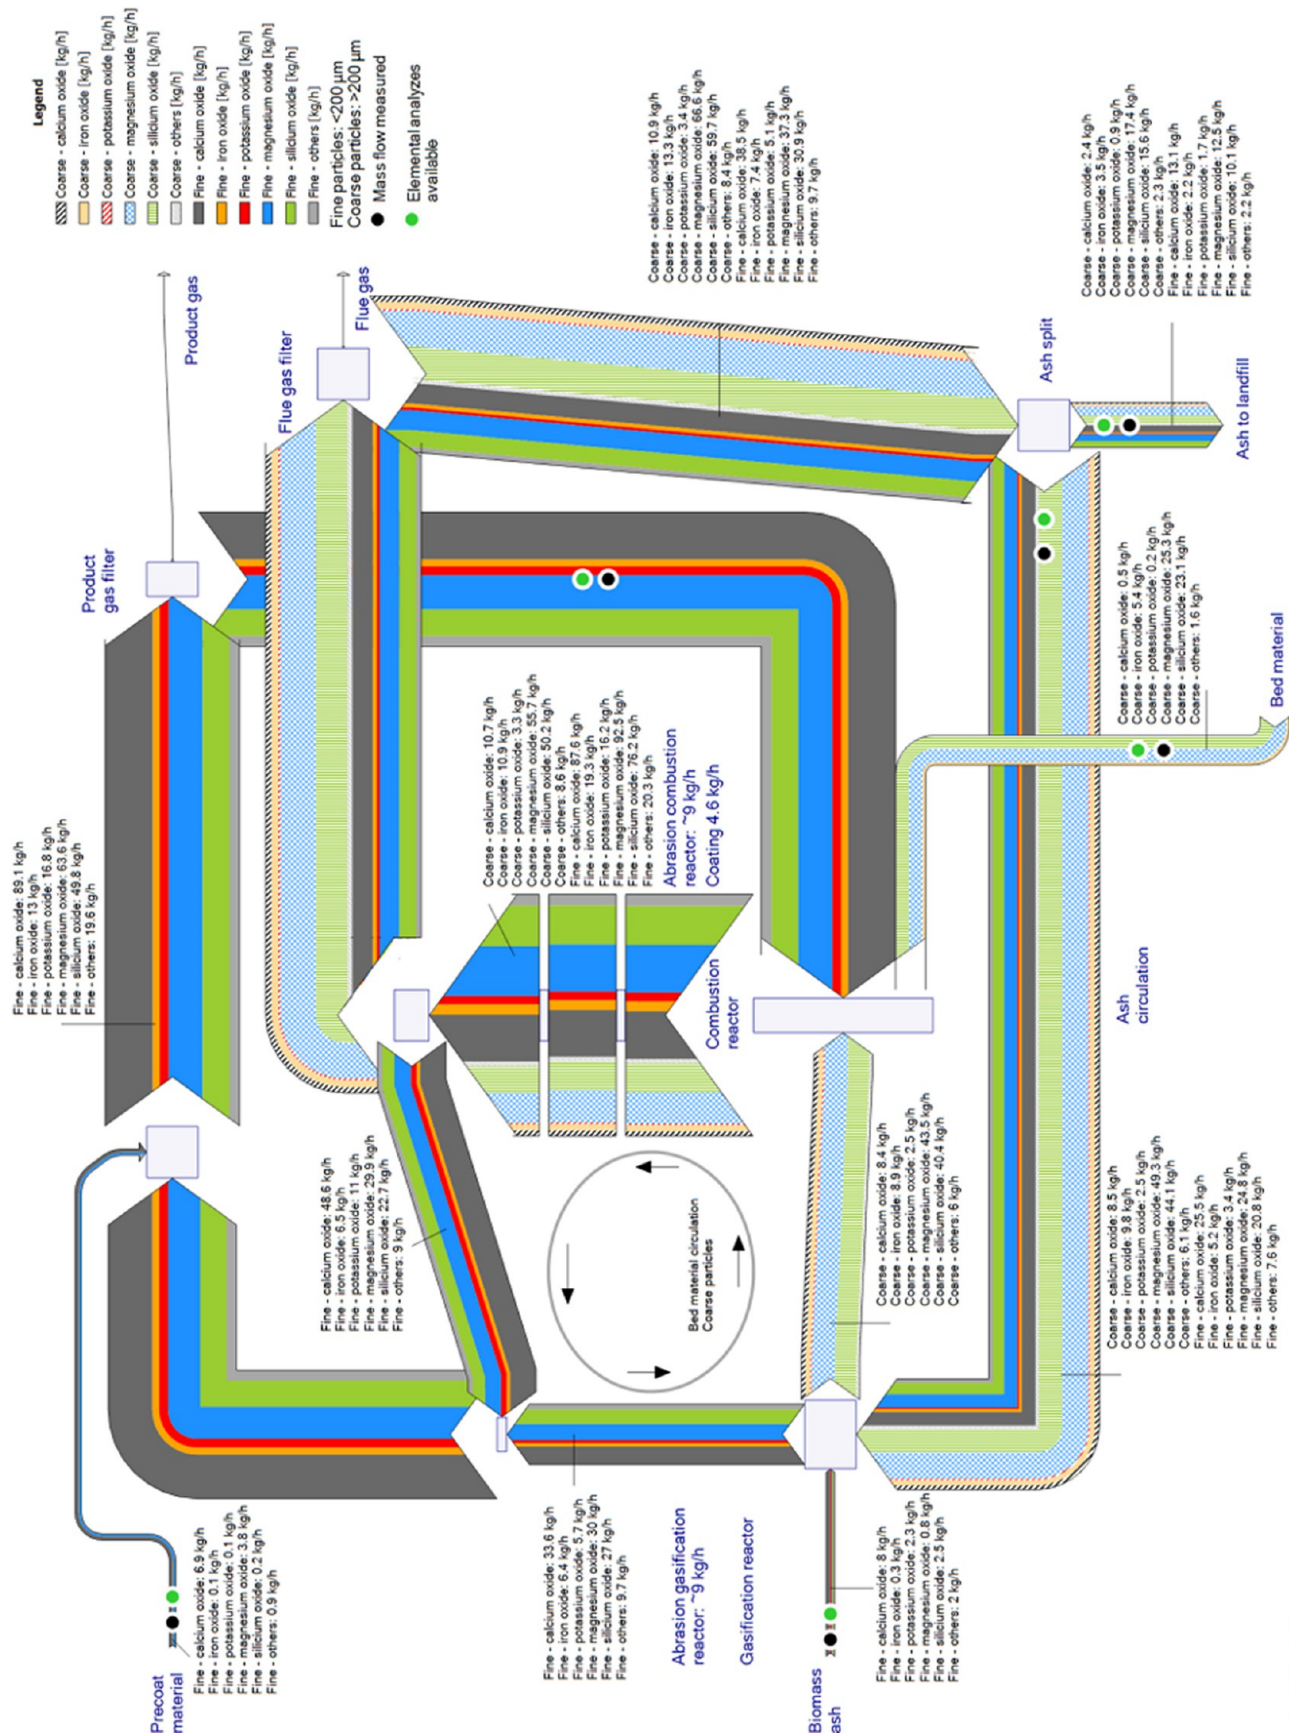 Legend
Coarse - calcium oxide [kg/h]
Coarse - iron oxide [kg/h]
Coarse - potassium oxide [kg/h]
Coarse - magnesium oxide [kg/h]
Coarse - silicium oxide [kg/h]
Coarse - others [kg/h]
Fine - calcium oxide [kg/h]
Fine - iron oxide [kg/h]
Fine - potassium oxide [kg/h]
Fine - magnesium oxide [kg/h]
Fine - silicium oxide [kg/h]
Fine - others [kg/h]
Fine particles: <200 µm
Coarse particles: >200 µm
Mass flow measured
Elemental analyzes
available
Precoat
material
Fine - calcium oxide: 6.9 kg/h
Fine - iron oxide: 0.1 kg/h
Fine - potassium oxide: 0.1 kg/h
Fine - magnesium oxide: 3.8 kg/h
Fine - silicium oxide: 0.2 kg/h
Fine - others: 0.9 kg/h
Fine - calcium oxide: 89.1 kg/h
Fine - iron oxide: 13 kg/h
Fine - potassium oxide: 16.8 kg/h
Fine - magnesium oxide: 63.6 kg/h
Fine - silicium oxide: 49.8 kg/h
Fine - others: 19.6 kg/h
Product
gas filter
Product gas
Flue gas filter
Flue gas
Fine - calcium oxide: 48.6 kg/h
Fine - iron oxide: 6.5 kg/h
Fine - potassium oxide: 11 kg/h
Fine - magnesium oxide: 29.9 kg/h
Fine - silicium oxide: 22.7 kg/h
Fine - others: 9 kg/h
Coarse - calcium oxide: 10.7 kg/h
Coarse - iron oxide: 10.9 kg/h
Coarse - potassium oxide: 3.3 kg/h
Coarse - magnesium oxide: 55.7 kg/h
Coarse - silicium oxide: 50.2 kg/h
Coarse - others: 8.6 kg/h
Fine - calcium oxide: 87.6 kg/h
Fine - iron oxide: 19.3 kg/h
Fine - potassium oxide: 16.2 kg/h
Fine - magnesium oxide: 92.5 kg/h
Fine - silicium oxide: 76.2 kg/h
Fine - others: 20.3 kg/h
Abrasion combustion
reactor: ~9 kg/h
Coating 4.6 kg/h
Combustion
reactor
Coarse - calcium oxide: 10.9 kg/h
Coarse - iron oxide: 13.3 kg/h
Coarse - potassium oxide: 3.4 kg/h
Coarse - magnesium oxide: 66.6 kg/h
Coarse - silicium oxide: 59.7 kg/h
Coarse - others: 8.4 kg/h
Fine - calcium oxide: 38.5 kg/h
Fine - iron oxide: 7.4 kg/h
Fine - potassium oxide: 5.1 kg/h
Fine - magnesium oxide: 37.3 kg/h
Fine - silicium oxide: 30.9 kg/h
Fine - others: 9.7 kg/h
Fine - calcium oxide: 33.6 kg/h
Fine - iron oxide: 6.4 kg/h
Fine - potassium oxide: 5.7 kg/h
Fine - magnesium oxide: 30 kg/h
Fine - silicium oxide: 27 kg/h
Fine - others: 9.7 kg/h
Abrasion gasification
reactor: ~9 kg/h
Gasification reactor
Bed material circulation
Coarse particles
Biomass
ash
Fine - calcium oxide: 8 kg/h
Fine - iron oxide: 0.3 kg/h
Fine - potassium oxide: 2.3 kg/h
Fine - magnesium oxide: 0.8 kg/h
Fine - silicium oxide: 2.5 kg/h
Fine - others: 2 kg/h
Coarse - calcium oxide: 8.4 kg/h
Coarse - iron oxide: 8.9 kg/h
Coarse - potassium oxide: 2.5 kg/h
Coarse - magnesium oxide: 43.5 kg/h
Coarse - silicium oxide: 40.4 kg/h
Coarse - others: 6 kg/h
Coarse - calcium oxide: 8.5 kg/h
Coarse - iron oxide: 9.8 kg/h
Coarse - potassium oxide: 2.5 kg/h
Coarse - magnesium oxide: 49.3 kg/h
Coarse - silicium oxide: 44.1 kg/h
Coarse - others: 6.1 kg/h
Fine - calcium oxide: 25.5 kg/h
Fine - iron oxide: 5.2 kg/h
Fine - potassium oxide: 3.4 kg/h
Fine - magnesium oxide: 24.8 kg/h
Fine - silicium oxide: 20.8 kg/h
Fine - others: 7.6 kg/h
Ash
circulation
Coarse - calcium oxide: 0.5 kg/h
Coarse - iron oxide: 5.4 kg/h
Coarse - potassium oxide: 0.2 kg/h
Coarse - magnesium oxide: 25.3 kg/h
Coarse - silicium oxide: 23.1 kg/h
Coarse - others: 1.6 kg/h
Bed material
Ash split
Coarse - calcium oxide: 2.4 kg/h
Coarse - iron oxide: 3.5 kg/h
Coarse - potassium oxide: 0.9 kg/h
Coarse - magnesium oxide: 17.4 kg/h
Coarse - silicium oxide: 15.6 kg/h
Coarse - others: 2.3 kg/h
Fine - calcium oxide: 13.1 kg/h
Fine - iron oxide: 2.2 kg/h
Fine - potassium oxide: 1.7 kg/h
Fine - magnesium oxide: 12.5 kg/h
Fine - silicium oxide: 10.1 kg/h
Fine - others: 2.2 kg/h
Ash to landfill